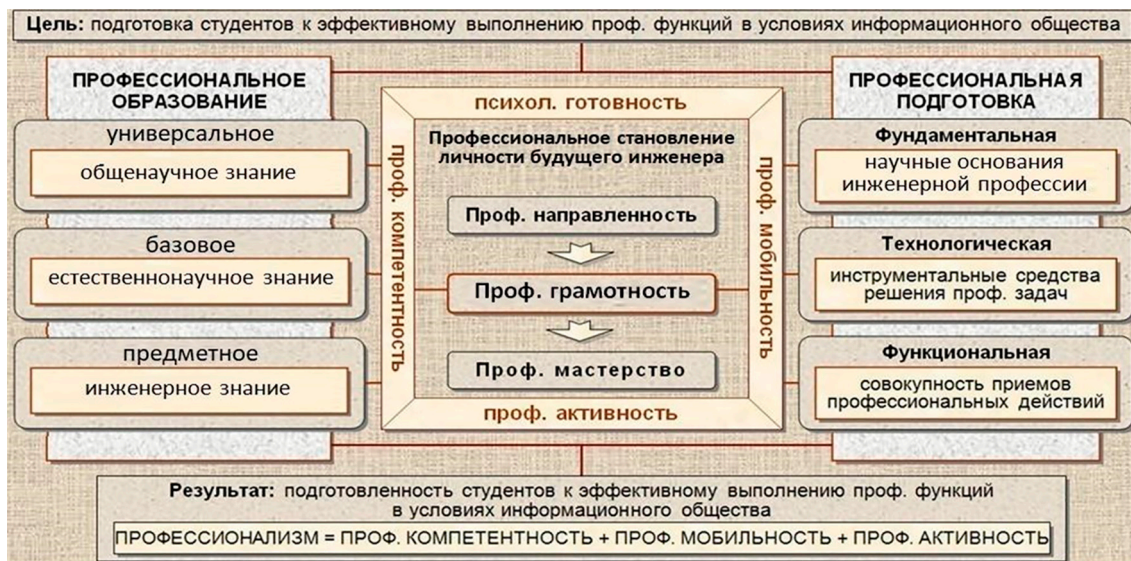 Цель: подготовка студентов к эффективному выполнению проф. функций в условиях информационного общества
ПРОФЕССИОНАЛЬНОЕ
ОБРАЗОВАНИЕ
универсальное
общенаучное знание
базовое
естественнонаучное знание
предметное
инженерное знание
психол. готовность
проф. компетентность
Профессиональное становление
личности будущего инженера
Проф. направленность
Проф. грамотность
Проф. мастерство
проф. мобильность
проф. активность
ПРОФЕССИОНАЛЬНАЯ
ПОДГОТОВКА
Фундаментальная
научные основания
инженерной профессии
Технологическая
инструментальные средства
решения проф. задач
Функциональная
совокупность приемов
профессиональных действий
Результат: подготовленность студентов к эффективному выполнению проф. функций
в условиях информационного общества
ПРОФЕССИОНАЛИЗМ = ПРОФ. КОМПЕТЕНТНОСТЬ + ПРОФ. МОБИЛЬНОСТЬ + ПРОФ. АКТИВНОСТЬ